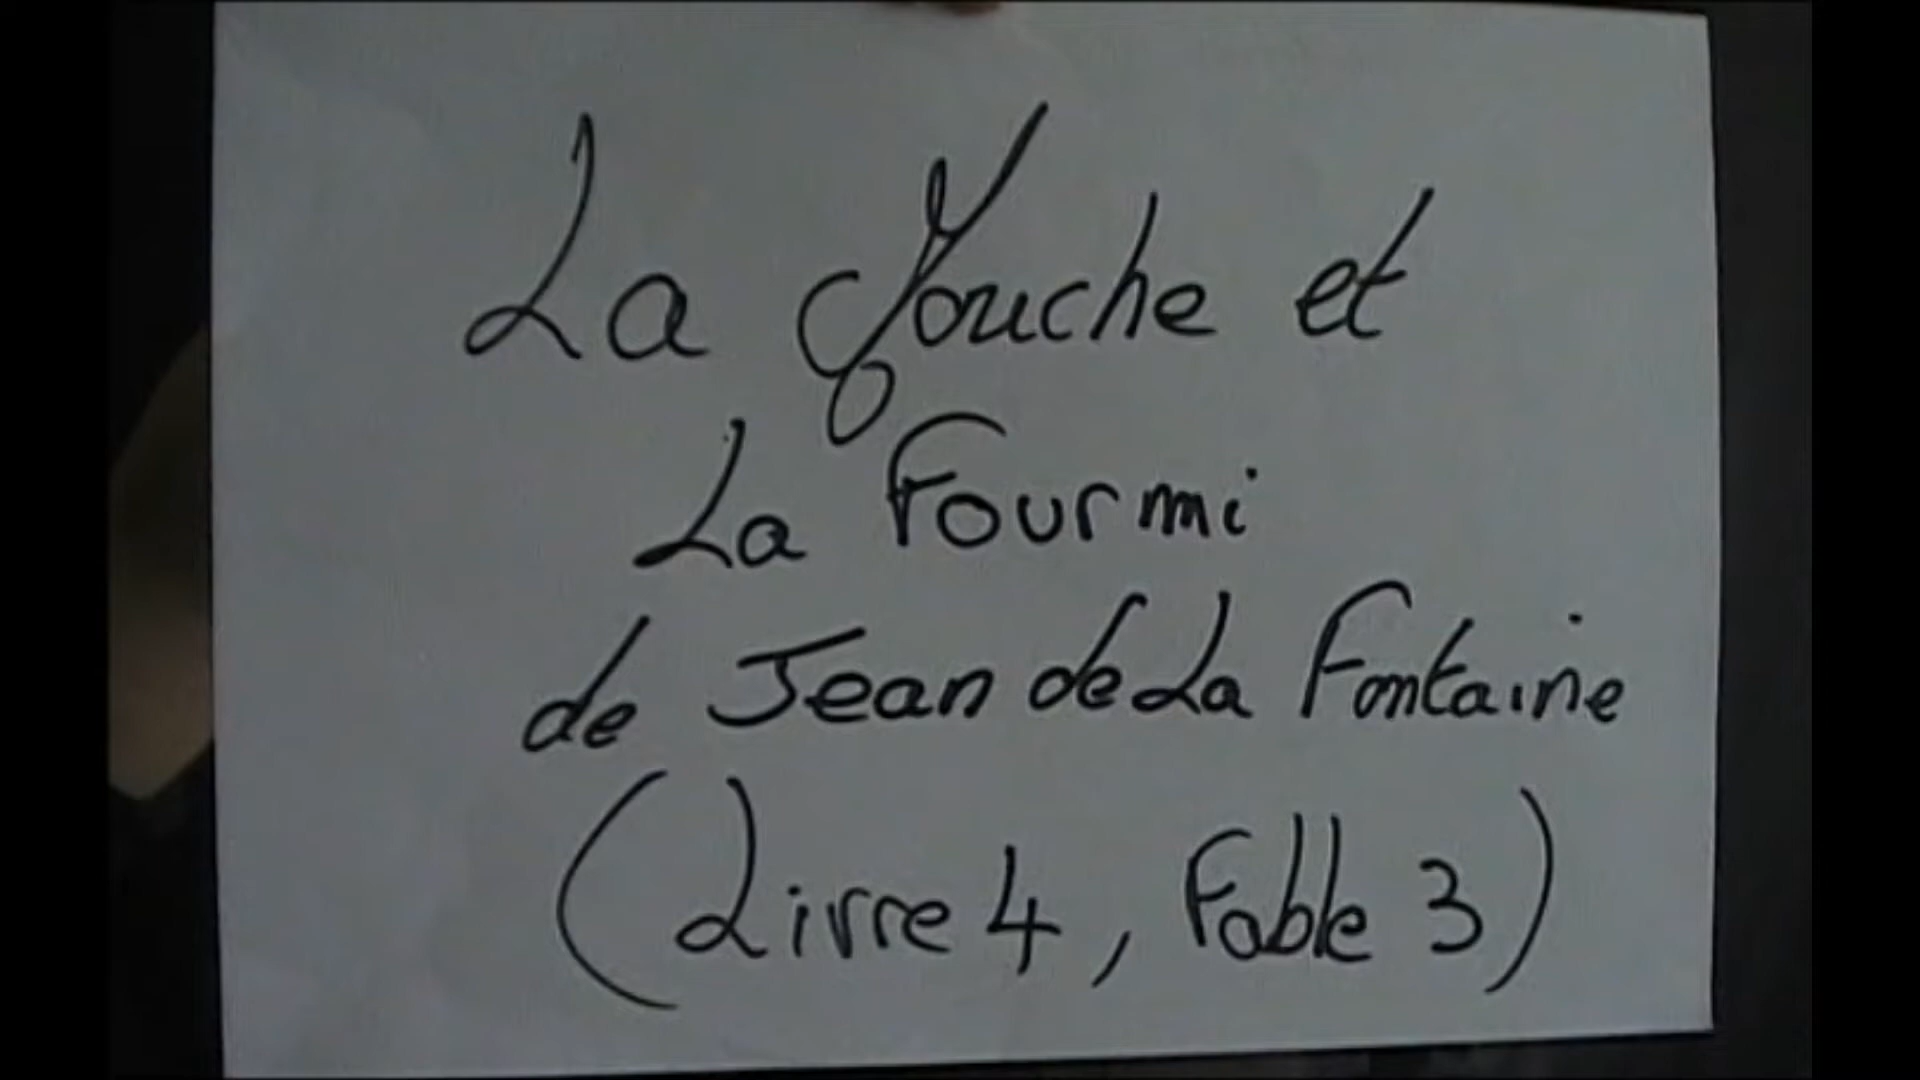 La Mouche et
La Fourmi
de Jean de La Fontaine
(Livre 4, Fable 3)